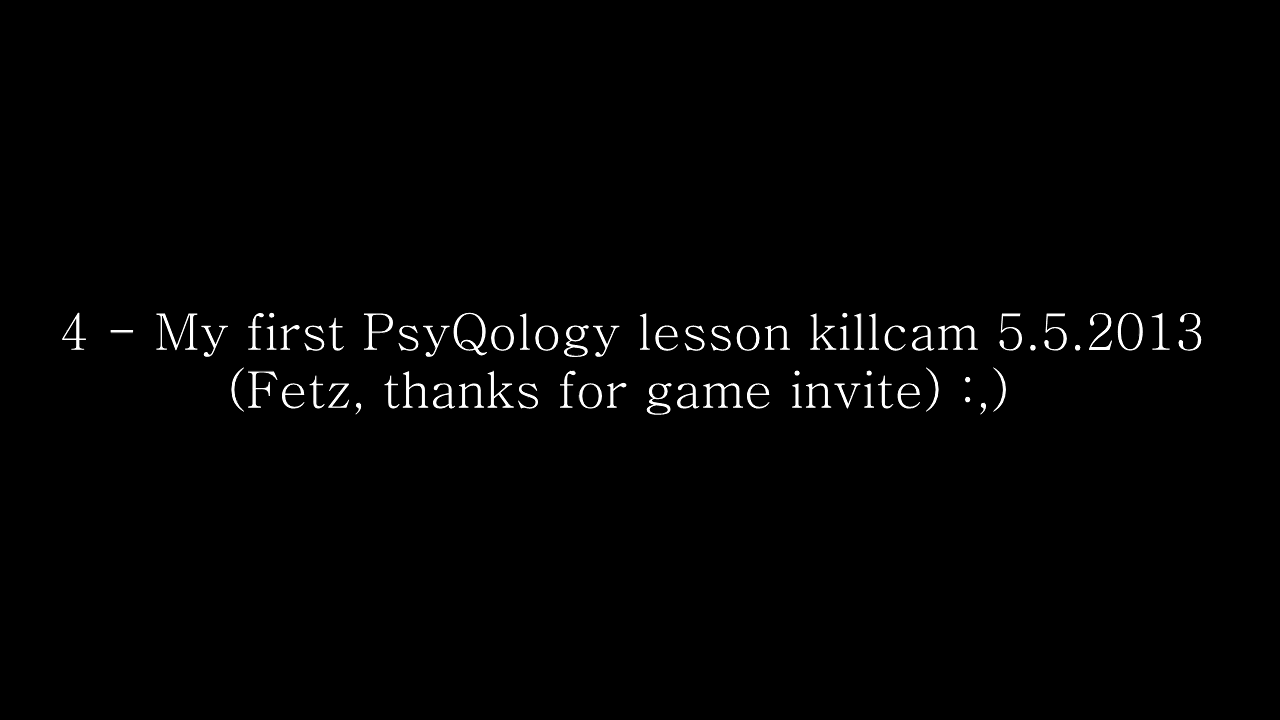 4 - My first PsyQology lesson killcam 5.5.2013
(Fetz, thanks for game invite) :,)